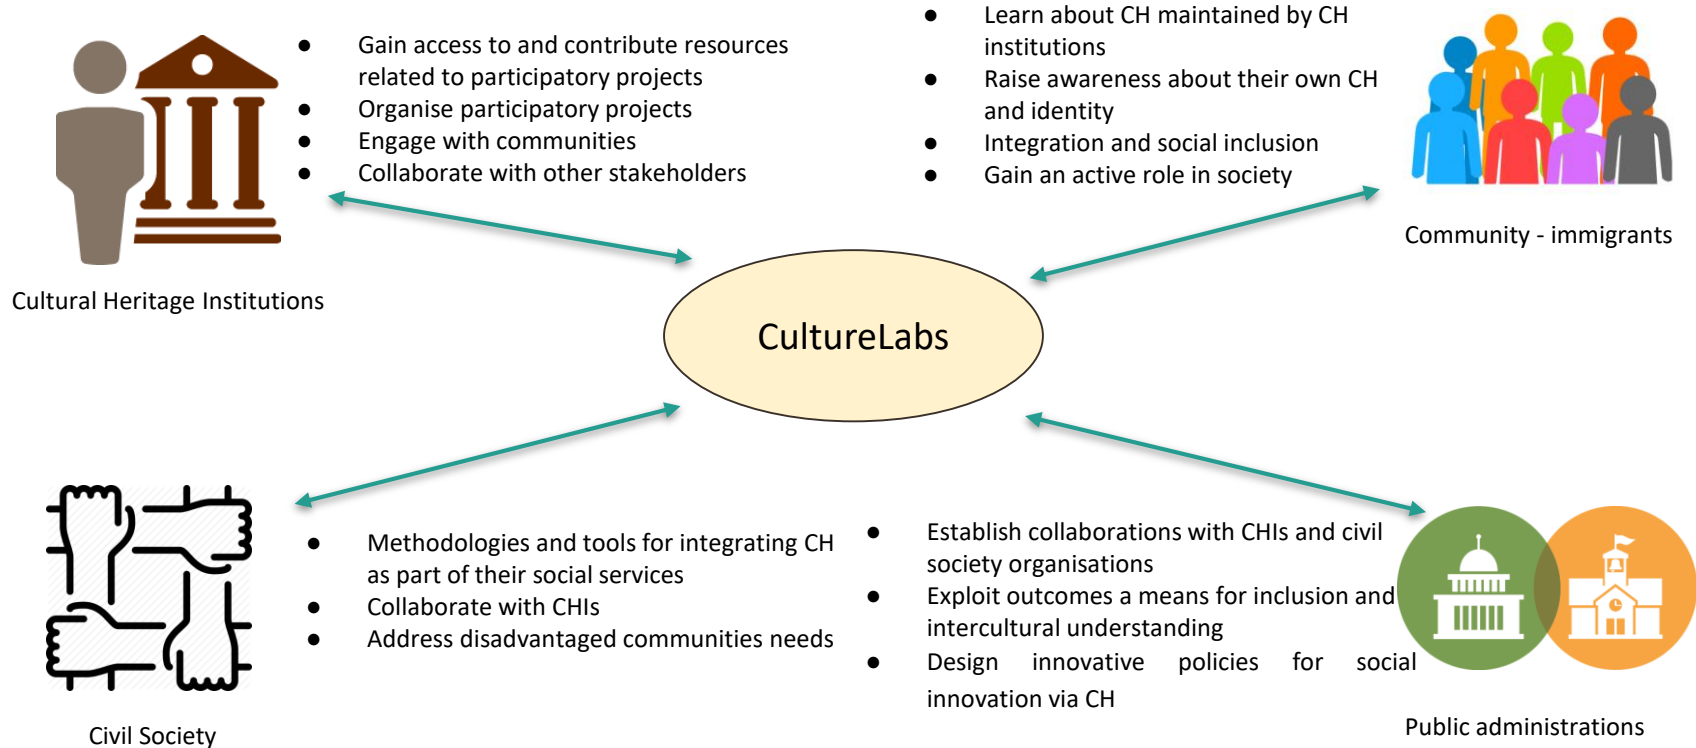 ● Gain access to and contribute resources
related to participatory projects
● Organise participatory projects
● Engage with communities
● Collaborate with other stakeholders
Cultural Heritage Institutions
● Learn about CH maintained by CH
institutions
● Raise awareness about their own CH
and identity
● Integration and social inclusion
● Gain an active role in society
Community - immigrants
CultureLabs
● Methodologies and tools for integrating CH
as part of their social services
● Collaborate with CHIs
● Address disadvantaged communities needs
Civil Society
● Establish collaborations with CHIs and civil
society organisations
● Exploit outcomes a means for inclusion and
intercultural understanding
● Design innovative policies for social
innovation via CH
Public administrations